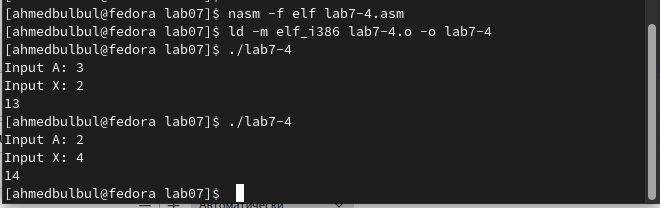 [ahmedbulbul@fedora lab07]$ nasm -f elf lab7-4.asm
[ahmedbulbul@fedora lab07]$ ld -m elf_i386 lab7-4.o -o lab7-4
[ahmedbulbul@fedora lab07]$ ./lab7-4
Input A: 3
Input X: 2
13
[ahmedbulbul@fedora lab07]$ ./lab7-4
Input A: 2
Input X: 4
14
[ahmedbulbul@fedora lab07]$
Автоматически